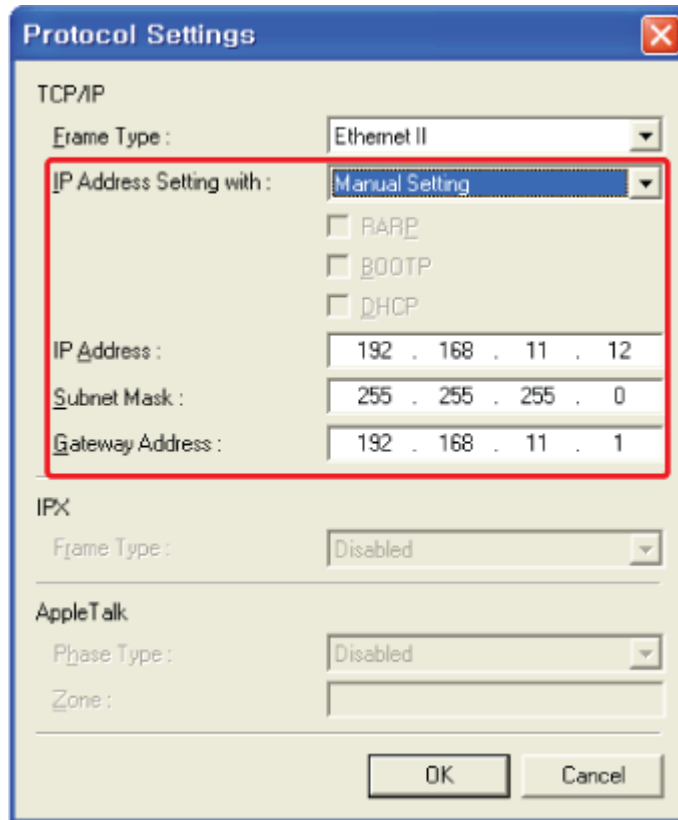 Protocol Settings
TCP/IP
Frame Type : Ethernet II
IP Address Setting with : Manual Setting
RARP
BOOTP
DHCP
IP Address : 192 . 168 . 11 . 12
Subnet Mask : 255 . 255 . 255 . 0
Gateway Address : 192 . 168 . 11 . 1
IPX
Frame Type : Disabled
AppleTalk
Phase Type : Disabled
Zone :
OK Cancel